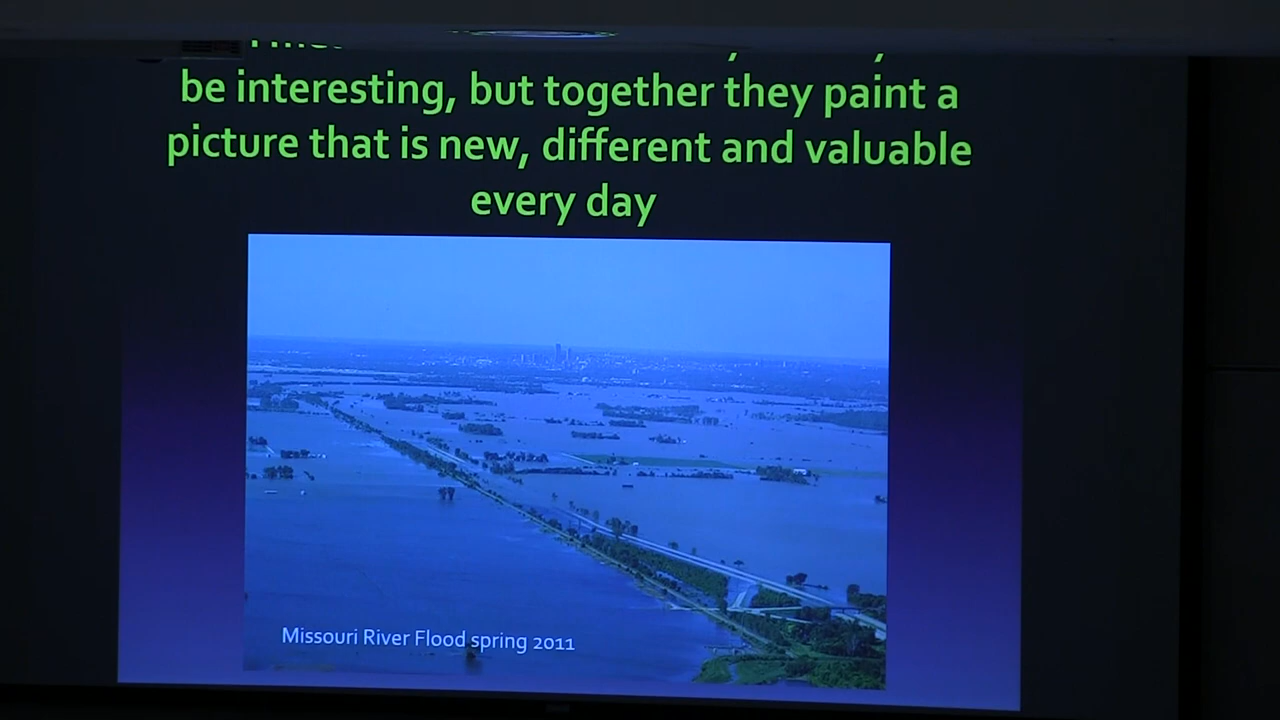 be interesting, but together they paint a
picture that is new, different and valuable
every day
Missouri River Flood spring 2011